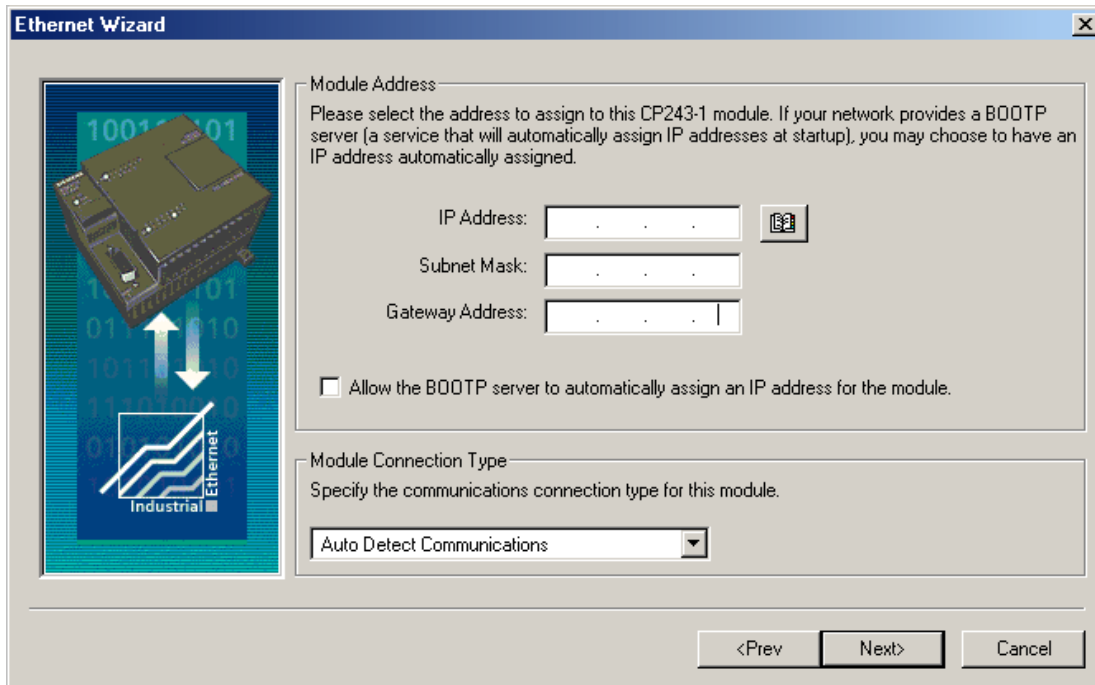 Ethernet Wizard
Module Address
Please select the address to assign to this CP243-1 module. If your network provides a BOOTP
server (a service that will automatically assign IP addresses at startup), you may choose to have an
IP address automatically assigned.
IP Address:
Subnet Mask:
Gateway Address:
Allow the BOOTP server to automatically assign an IP address for the module.
Module Connection Type
Specify the communications connection type for this module.
Auto Detect Communications
Industrial
Ethernet
<Prev
Next>
Cancel